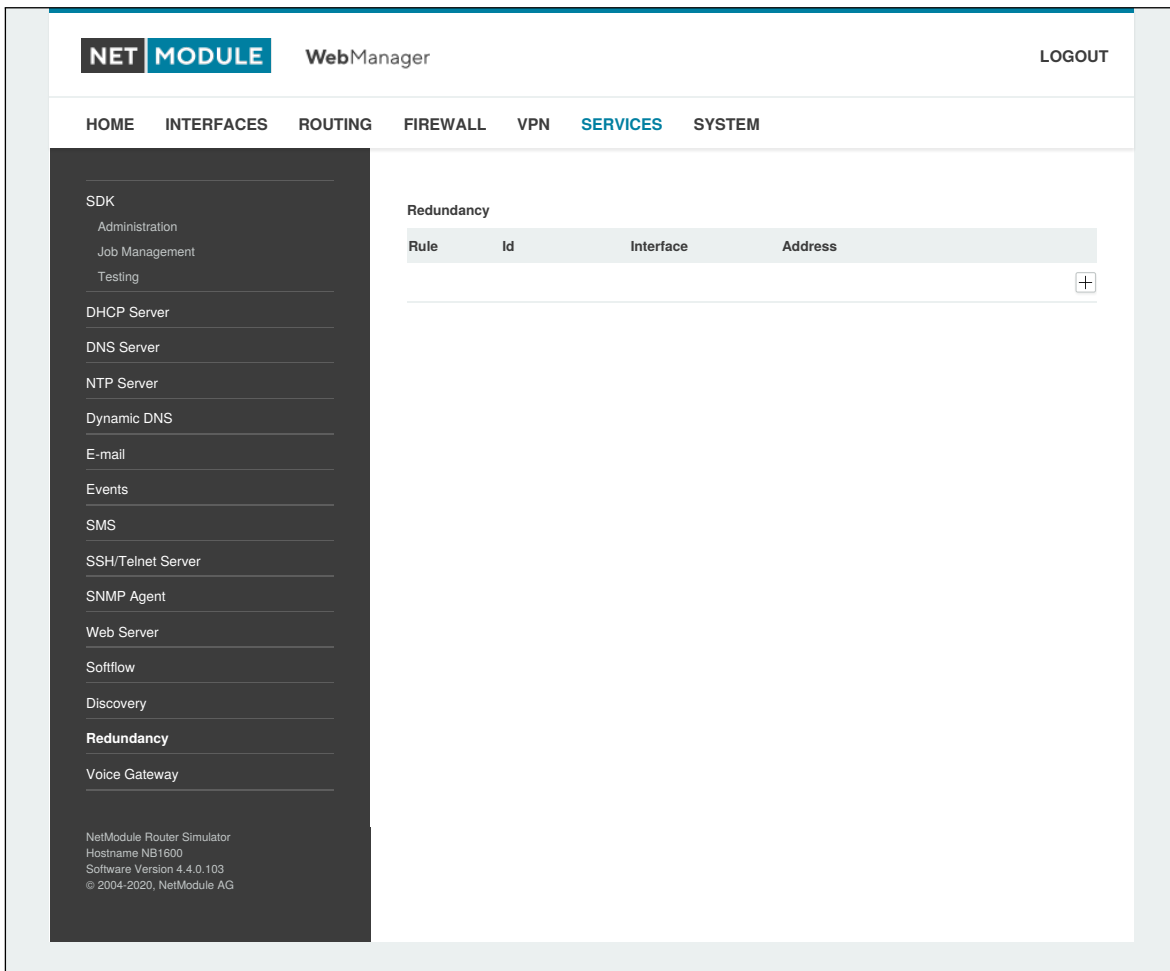 NET MODULE WebManager LOGOUT
HOME INTERFACES ROUTING FIREWALL VPN SERVICES SYSTEM
SDK
Administration
Job Management
Testing
DHCP Server
DNS Server
NTP Server
Dynamic DNS
E-mail
Events
SMS
SSH/Telnet Server
SNMP Agent
Web Server
Softflow
Discovery
Redundancy
Voice Gateway
NetModule Router Simulator
Hostname NB1600
Software Version 4.4.0.103
© 2004-2020, NetModule AG
Redundancy
Rule Id Interface Address